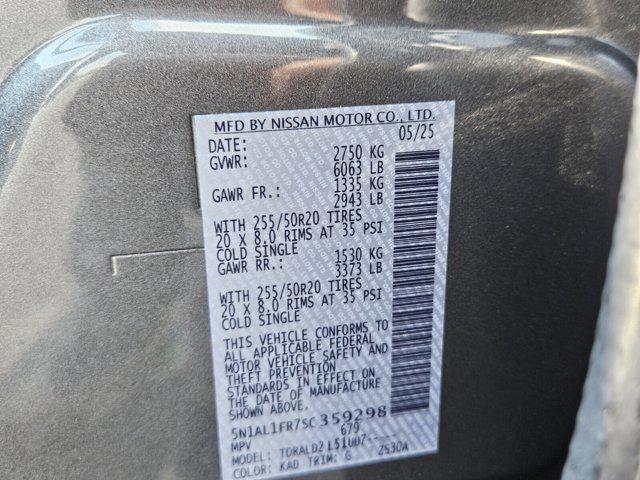 MFD BY NISSAN MOTOR CO., LTD.
DATE: 05/25
GVWR: 2750 KG
6063 LB
GAWR FR.: 1335 KG
2943 LB
WITH 255/50R20 TIRES
20 X 8.0 RIMS AT 35 PSI
COLD SINGLE
GAWR RR.: 1530 KG
3373 LB
WITH 255/50R20 TIRES
20 X 8.0 RIMS AT 35 PSI
COLD SINGLE
THIS VEHICLE CONFORMS TO
ALL APPLICABLE FEDERAL
MOTOR VEHICLE SAFETY AND
THEFT PREVENTION
STANDARDS IN EFFECT ON
THE DATE OF MANUFACTURE
SHOWN ABOVE.
5N1AL1FR7SC359298
MPV 679
MODEL:
COLOR: KAD TRIM: G 2S30A